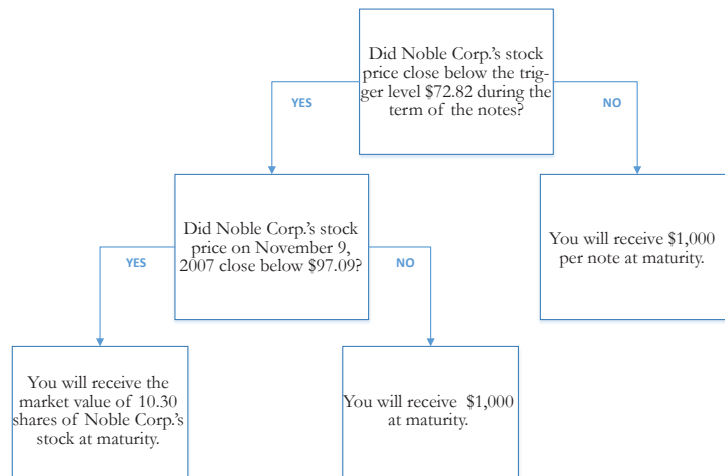 Did Noble Corp.'s stock
price close below the trig-
ger level $72.82 during the
term of the notes?
YES
NO
Did Noble Corp.'s stock
price on November 9,
2007 close below $97.09?
You will receive $1,000
per note at maturity.
YES
NO
You will receive the
market value of 10.30
shares of Noble Corp.'s
stock at maturity.
You will receive $1,000
at maturity.